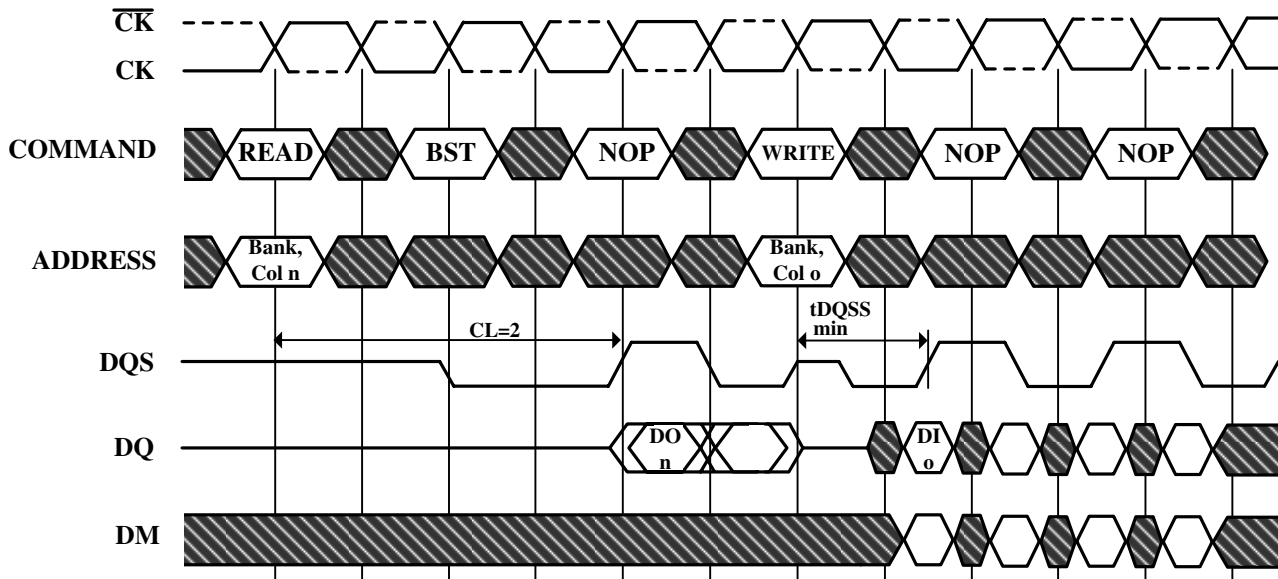 CK
CK
COMMAND READ BST NOP WRITE NOP NOP
ADDRESS Bank, Col n Bank, Col o
CL=2
tDQSS
min
DQS
DQ DO n DI o
DM